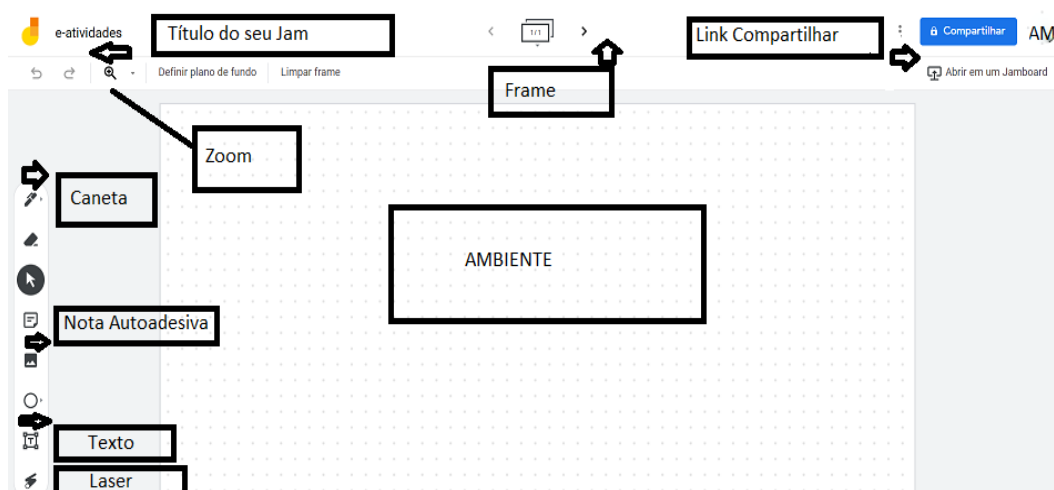 e-atividades
Título do seu Jam
1/1
Link Compartilhar
Compartilhar
AM
Definir plano de fundo
Limpar frame
Abrir em um Jamboard
Frame
Zoom
Caneta
AMBIENTE
Nota Autoadesiva
Texto
Laser